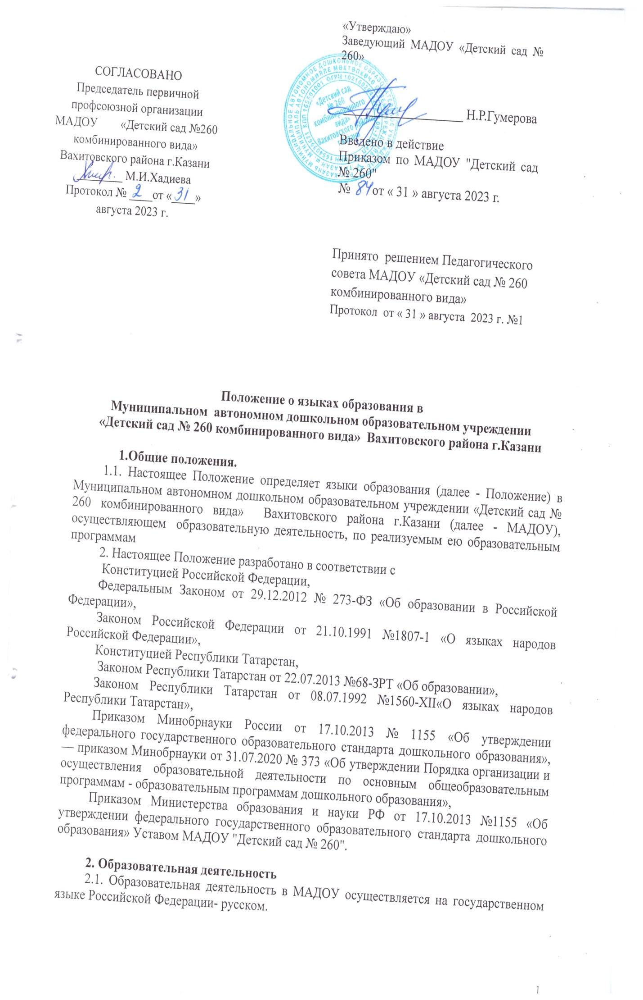 «Утверждаю»
Заведующий МАДОУ «Детский сад №
260»
Н.Р.Гумерова
Введено в действие
Приказом по МАДОУ "Детский сад
№ 260"
№ 84 от « 31 » августа 2023 г.
СОГЛАСОВАНО
Председатель первичной
профсоюзной организации
МАДОУ «Детский сад №260
комбинированного вида»
Вахитовского района г.Казани
М.И.Хадиева
Протокол № 2 от « 31 »
августа 2023 г.
«Детский сад
№ 260
комбинированного
вида»
Вахитовского района
г.Казани
Принято решением Педагогического
совета МАДОУ «Детский сад № 260
комбинированного вида»
Протокол от « 31 » августа 2023 г. №1
Положение о языках образования в
Муниципальном автономном дошкольном образовательном учреждении
«Детский сад № 260 комбинированного вида» Вахитовского района г.Казани
1.Общие положения.
1.1. Настоящее Положение определяет языки образования (далее - Положение) в
Муниципальном автономном дошкольном образовательном учреждении «Детский сад №
260 комбинированного вида» Вахитовского района г.Казани (далее - МАДОУ),
осуществляющем образовательную деятельность, по реализуемым ею образовательным
программам
2. Настоящее Положение разработано в соответствии с
Конституцией Российской Федерации,
Федеральным Законом от 29.12.2012 № 273-ФЗ «Об образовании в Российской
Федерации»,
Законом Российской Федерации от 21.10.1991 №1807-1 «О языках народов
Российской Федерации»,
Конституцией Республики Татарстан,
Законом Республики Татарстан от 22.07.2013 №68-ЗРТ «Об образовании»,
Законом Республики Татарстан от 08.07.1992 №1560-XII«О языках народов
Республики Татарстан»,
Приказом Минобрнауки России от 17.10.2013 № 1155 «Об утверждении
федерального государственного образовательного стандарта дошкольного образования»,
— приказом Минобрнауки от 31.07.2020 № 373 «Об утверждении Порядка организации и
осуществления образовательной деятельности по основным общеобразовательным
программам - образовательным программам дошкольного образования»,
Приказом Министерства образования и науки РФ от 17.10.2013 №1155 «Об
утверждении федерального государственного образовательного стандарта дошкольного
образования» Уставом МАДОУ "Детский сад № 260".
2. Образовательная деятельность
2.1. Образовательная деятельность в МАДОУ осуществляется на государственном
языке Российской Федерации- русском.
1